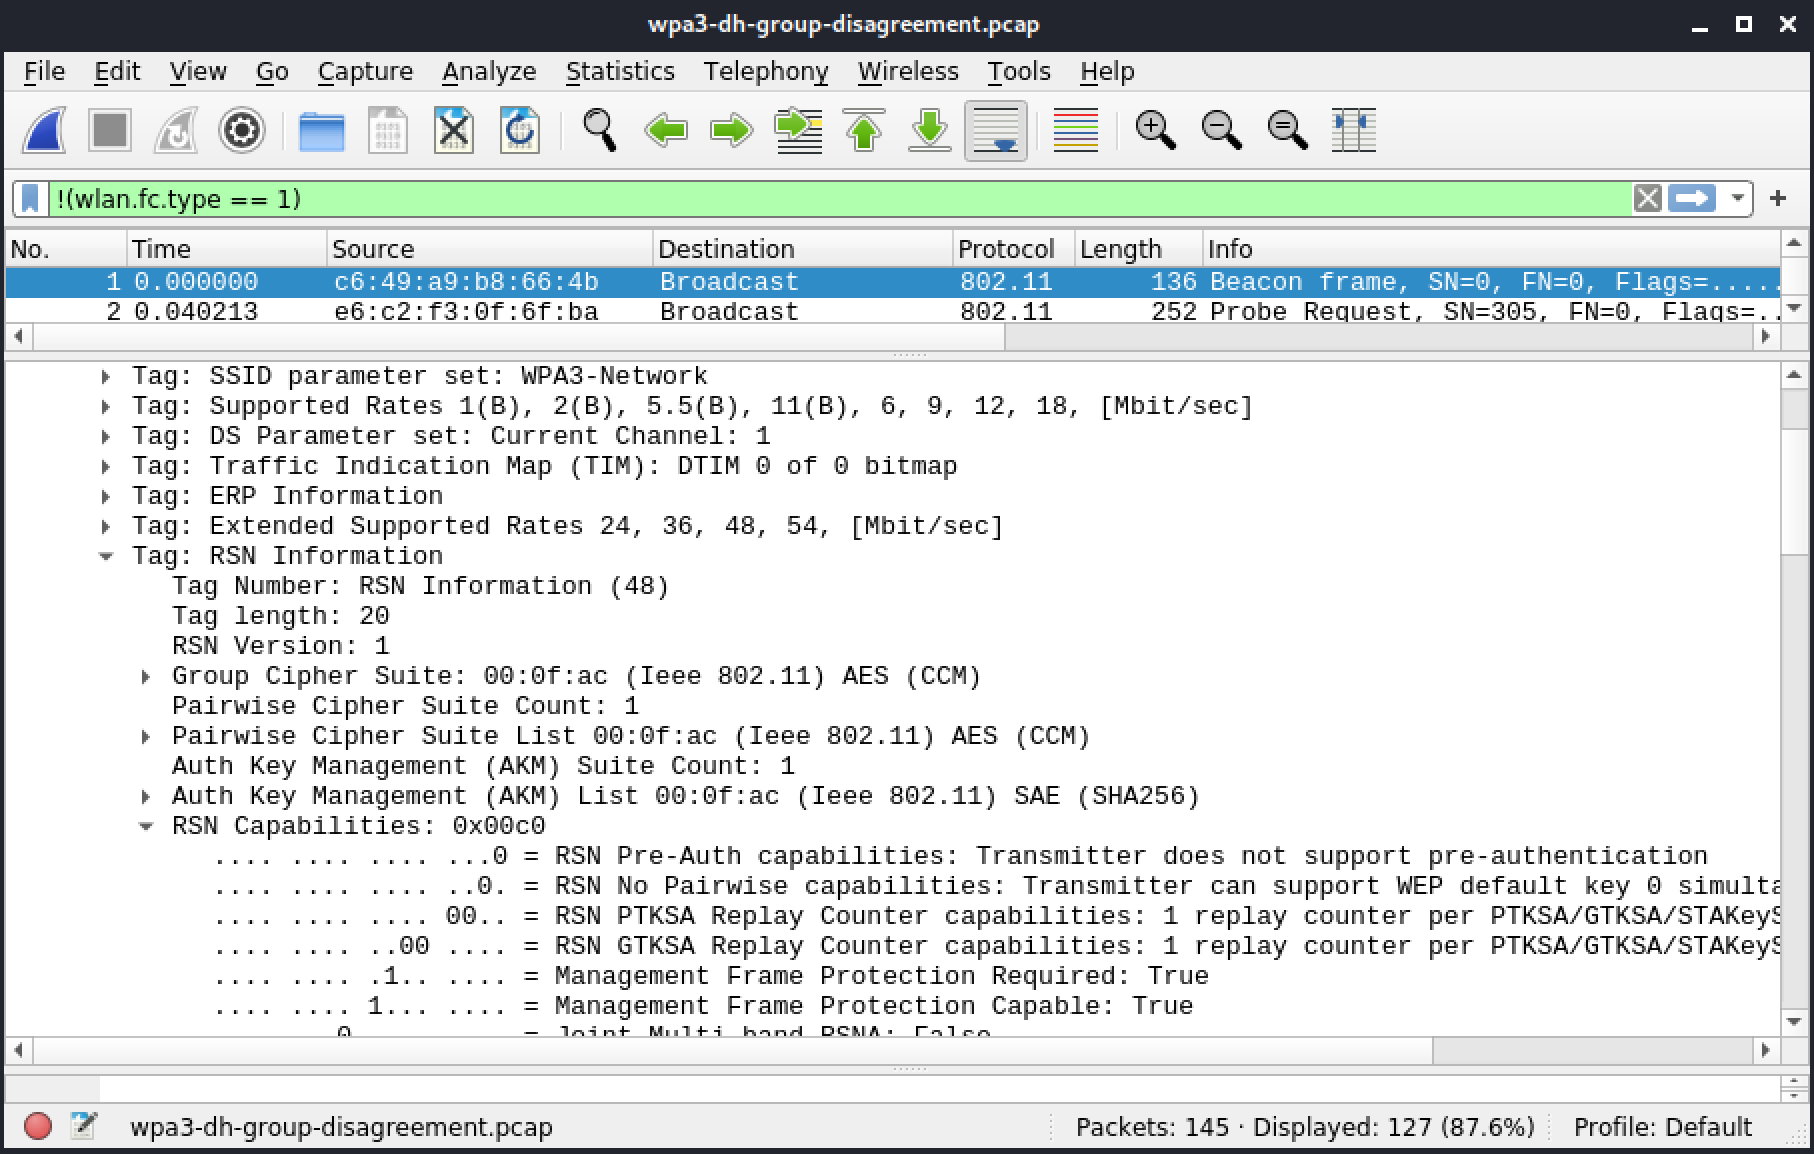 wpa3-dh-group-disagreement.pcap
File Edit View Go Capture Analyze Statistics Telephony Wireless Tools Help
!(wlan.fc.type == 1)
No. Time Source Destination Protocol Length Info
1 0.000000 c6:49:a9:b8:66:4b Broadcast 802.11 136 Beacon frame, SN=0, FN=0, Flags=.....
2 0.040213 e6:c2:f3:0f:6f:ba Broadcast 802.11 252 Probe Request, SN=305, FN=0, Flags=..
Tag: SSID parameter set: WPA3-Network
Tag: Supported Rates 1(B), 2(B), 5.5(B), 11(B), 6, 9, 12, 18, [Mbit/sec]
Tag: DS Parameter set: Current Channel: 1
Tag: Traffic Indication Map (TIM): DTIM 0 of 0 bitmap
Tag: ERP Information
Tag: Extended Supported Rates 24, 36, 48, 54, [Mbit/sec]
Tag: RSN Information
Tag Number: RSN Information (48)
Tag length: 20
RSN Version: 1
Group Cipher Suite: 00:0f:ac (Ieee 802.11) AES (CCM)
Pairwise Cipher Suite Count: 1
Pairwise Cipher Suite List 00:0f:ac (Ieee 802.11) AES (CCM)
Auth Key Management (AKM) Suite Count: 1
Auth Key Management (AKM) List 00:0f:ac (Ieee 802.11) SAE (SHA256)
RSN Capabilities: 0x00c0
.... .... .... ...0 = RSN Pre-Auth capabilities: Transmitter does not support pre-authentication
.... .... .... ..0. = RSN No Pairwise capabilities: Transmitter can support WEP default key 0 simulta
.... .... .... 00.. = RSN PTKSA Replay Counter capabilities: 1 replay counter per PTKSA/GTKSA/STAKeyS
.... .... ..00 .... = RSN GTKSA Replay Counter capabilities: 1 replay counter per PTKSA/GTKSA/STAKeyS
.... .... .1.. .... = Management Frame Protection Required: True
.... .... 1... .... = Management Frame Protection Capable: True
0 = Joint Multi-band RSNA: False
wpa3-dh-group-disagreement.pcap
Packets: 145 · Displayed: 127 (87.6%)
Profile: Default